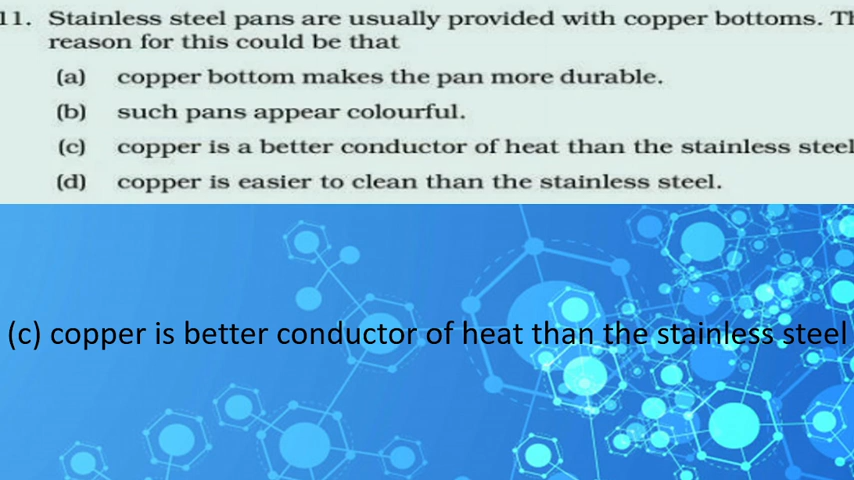 11. Stainless steel pans are usually provided with copper bottoms.
reason for this could be that
(a) copper bottom makes the pan more durable.
(b) such pans appear colourful.
(c) copper is a better conductor of heat than the stainless steel
(d) copper is easier to clean than the stainless steel.
(c) copper is better conductor of heat than the stainless steel